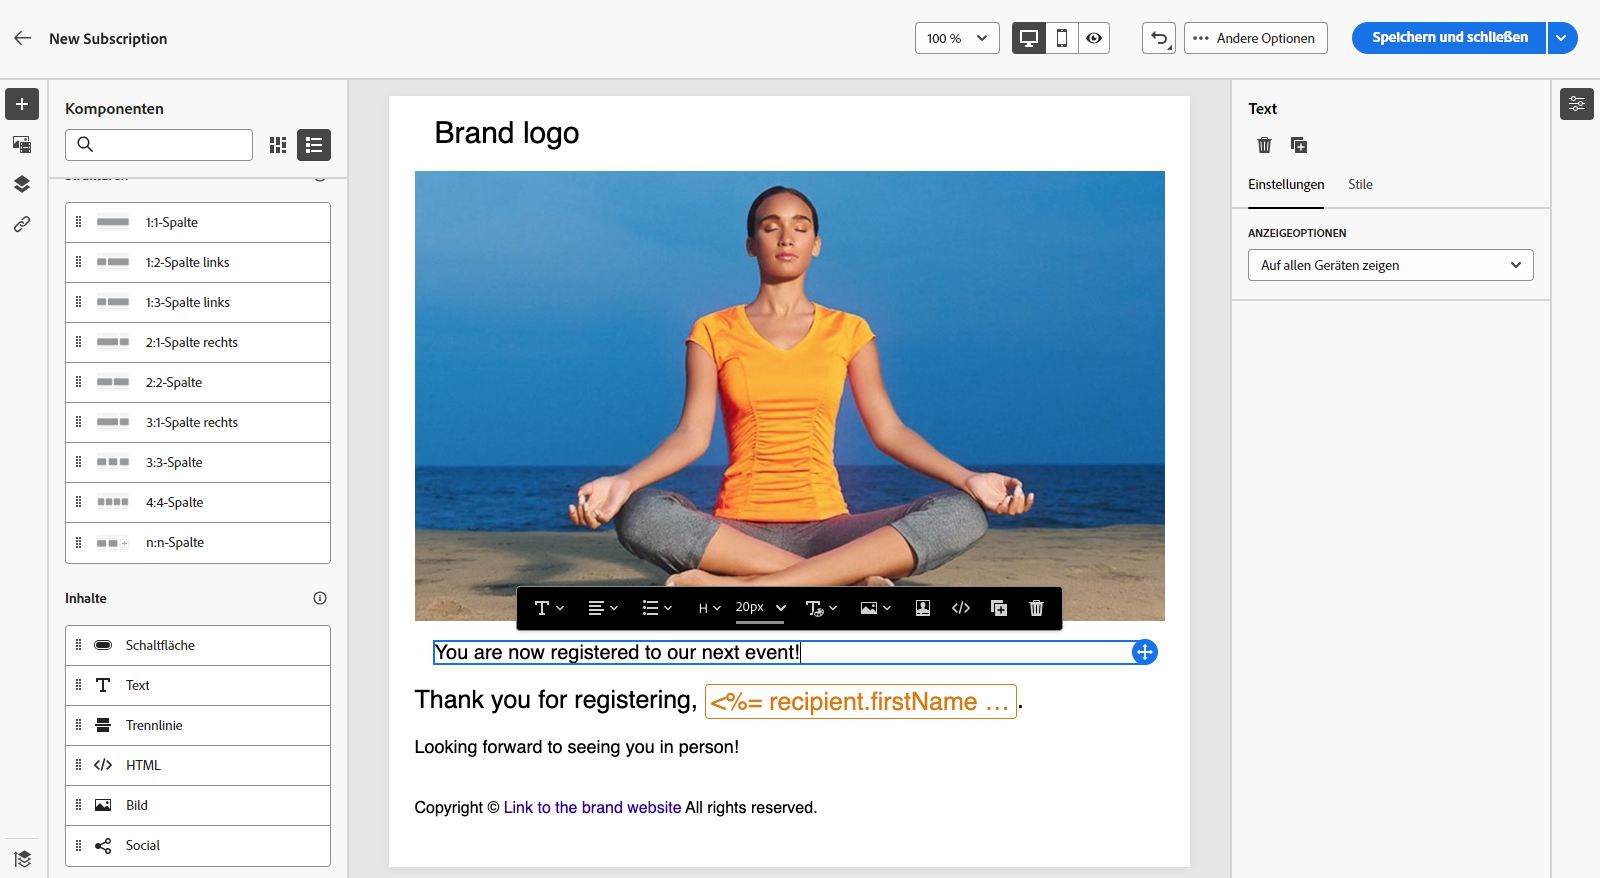 New Subscription
100 %
Andere Optionen
Speichern und schließen
Komponenten
Strukturen
1:1-Spalte
1:2-Spalte links
1:3-Spalte links
2:1-Spalte rechts
2:2-Spalte
3:1-Spalte rechts
3:3-Spalte
4:4-Spalte
n:n-Spalte
Inhalte
Schaltfläche
Text
Trennlinie
HTML
Bild
Social
Brand logo
H
20px
You are now registered to our next event!
Thank you for registering, <%= recipient.firstName ... .
Looking forward to seeing you in person!
Copyright © Link to the brand website All rights reserved.
Text
Einstellungen
Stile
ANZEIGEOPTIONEN
Auf allen Geräten zeigen